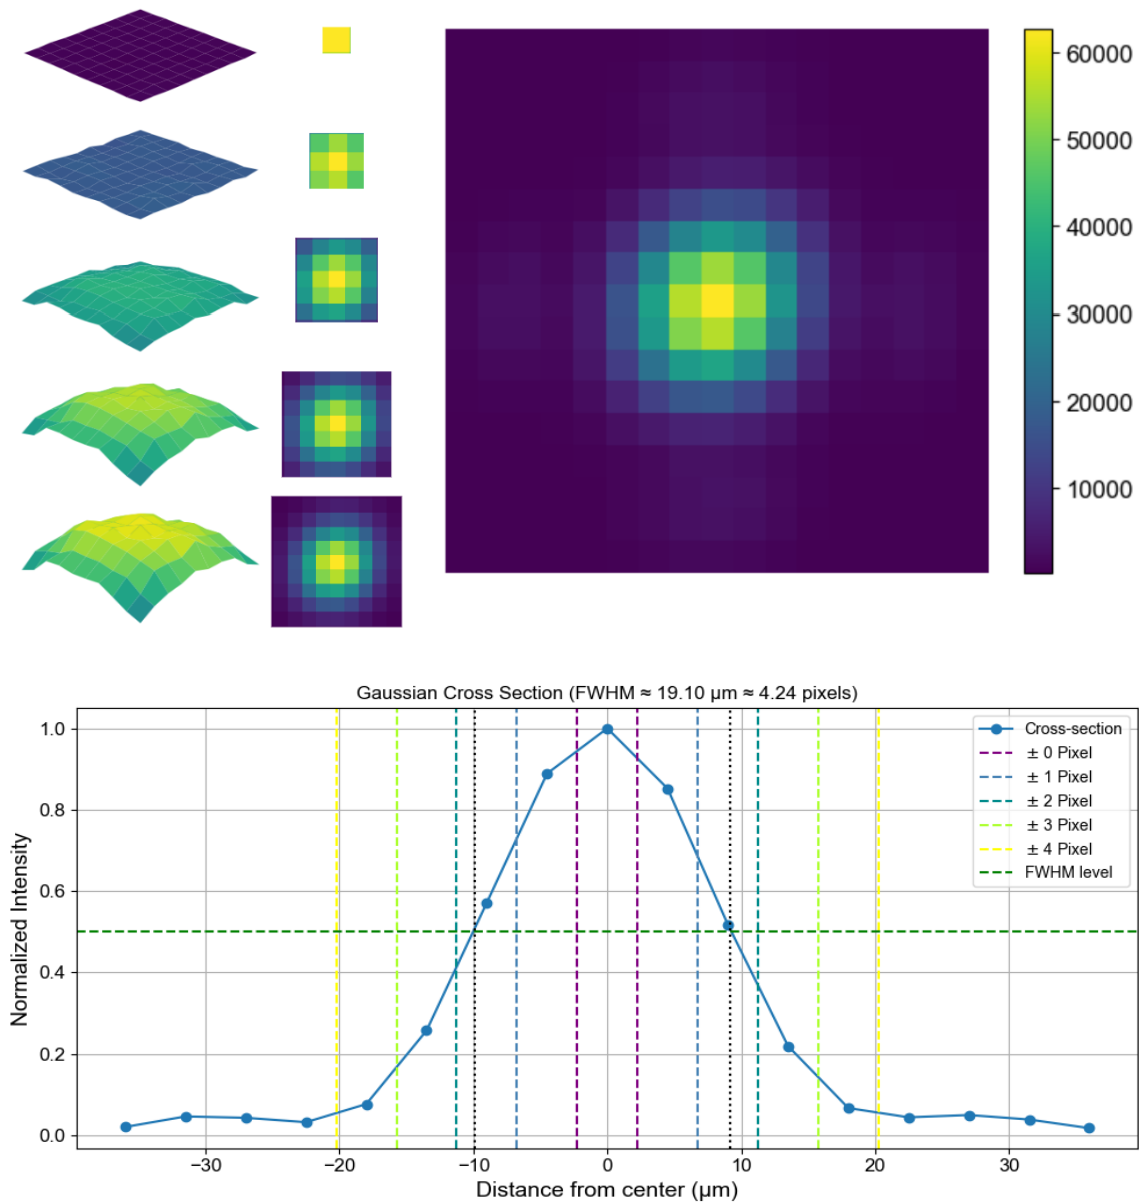 60000
50000
40000
30000
20000
10000
Gaussian Cross Section (FWHM ≈ 19.10 μm ≈ 4.24 pixels)
Normalized Intensity
1.0
0.8
0.6
0.4
0.2
0.0
Cross-section
± 0 Pixel
± 1 Pixel
± 2 Pixel
± 3 Pixel
± 4 Pixel
FWHM level
−30 −20 −10 0 10 20 30
Distance from center (μm)